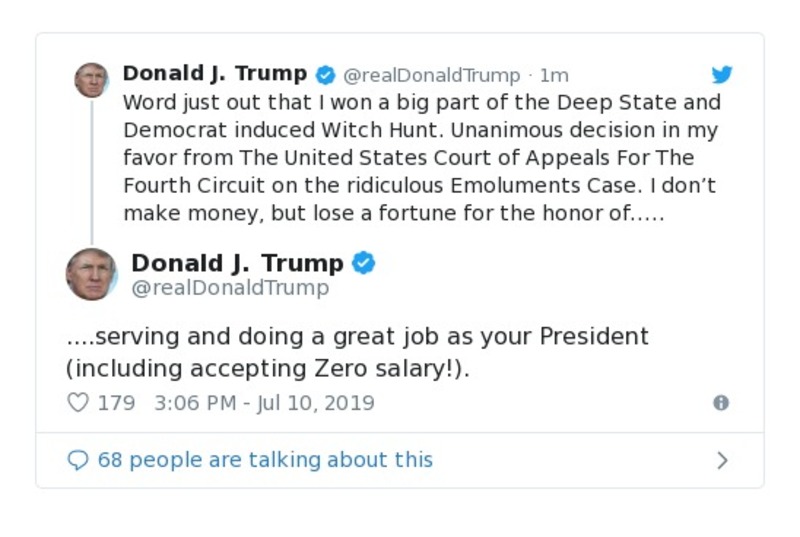 Donald J. Trump @realDonaldTrump · 1m
Word just out that I won a big part of the Deep State and
Democrat induced Witch Hunt. Unanimous decision in my
favor from The United States Court of Appeals For The
Fourth Circuit on the ridiculous Emoluments Case. I don’t
make money, but lose a fortune for the honor of.....
Donald J. Trump
@realDonaldTrump
....serving and doing a great job as your President
(including accepting Zero salary!).
179 3:06 PM - Jul 10, 2019
68 people are talking about this